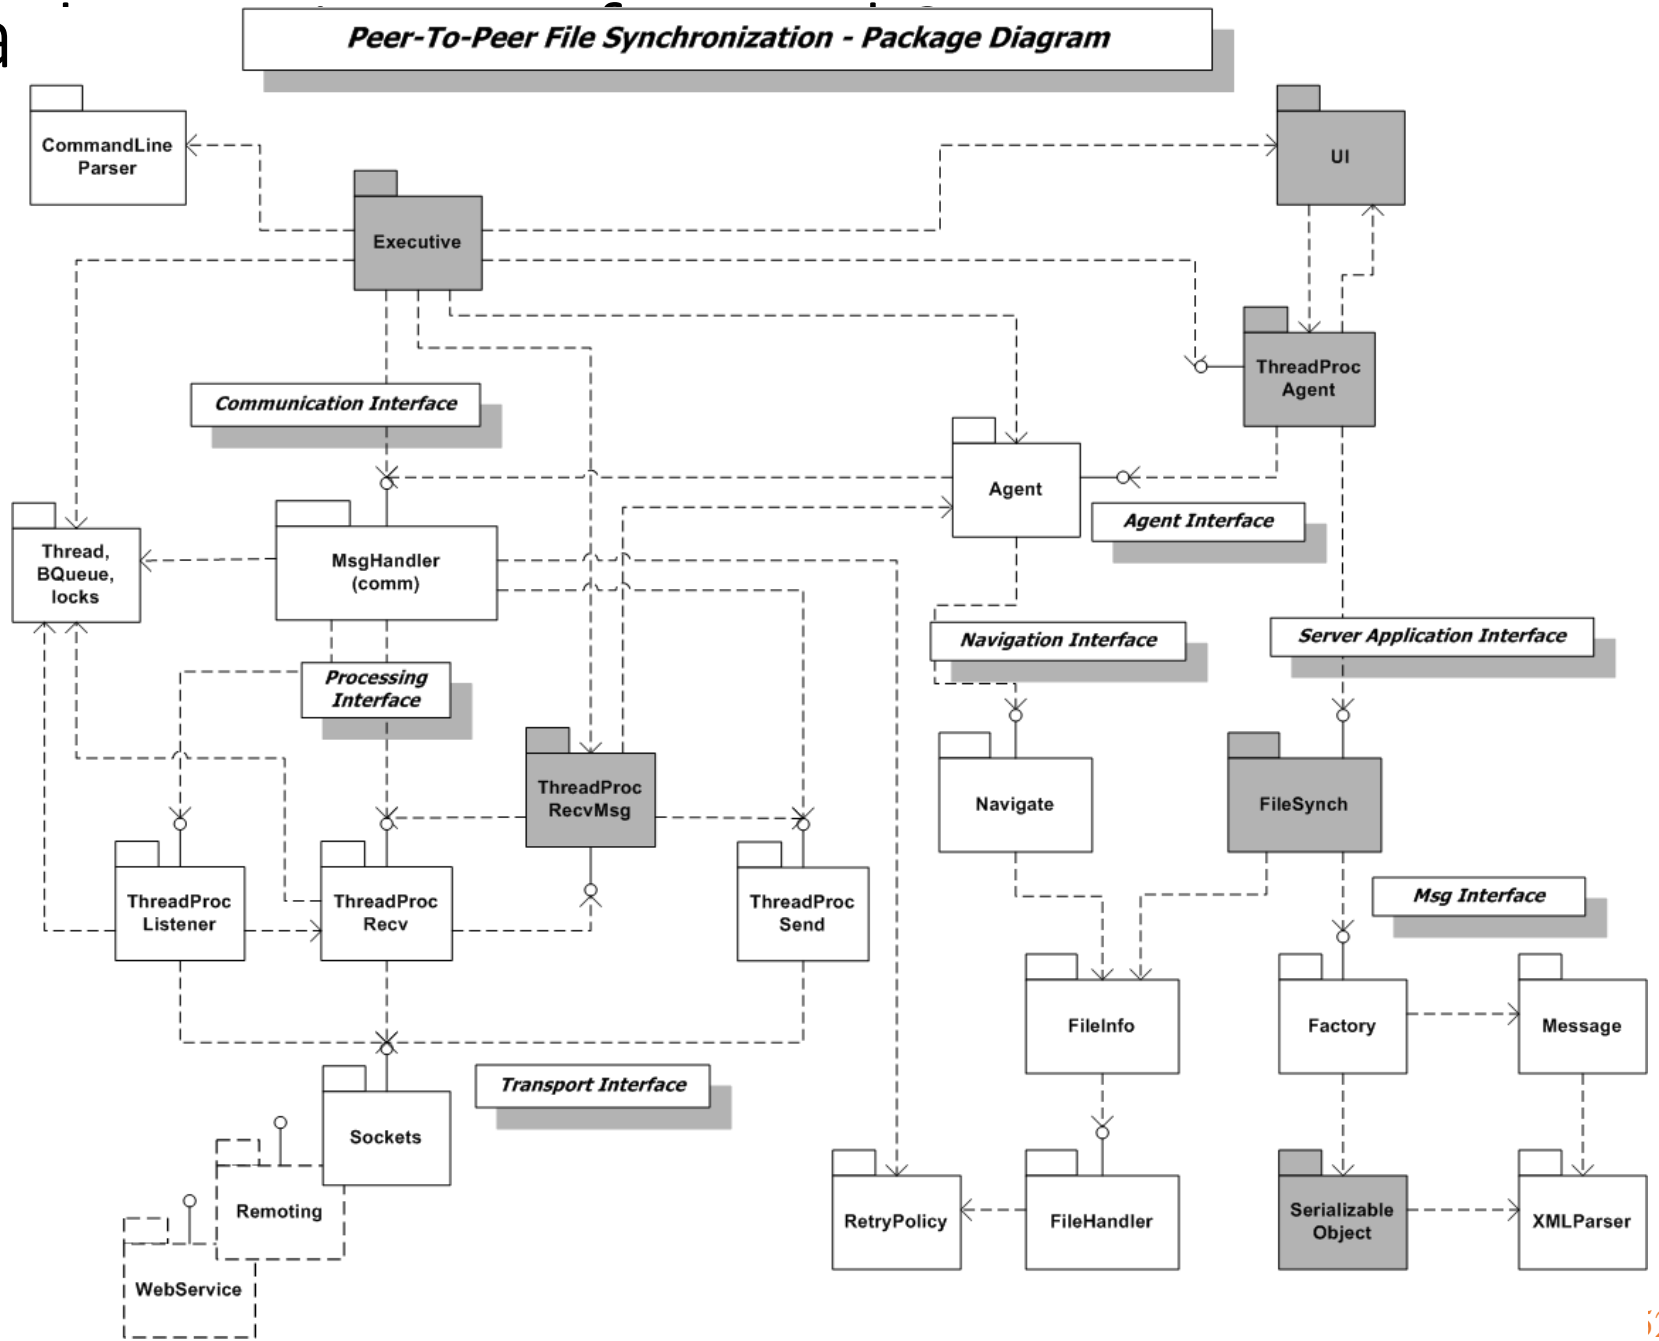 Peer-To-Peer File Synchronization - Package Diagram
CommandLine
Parser
UI
Executive
ThreadProc
Agent
Communication Interface
Agent
Agent Interface
Thread,
BQueue,
locks
MsgHandler
(comm)
Navigation Interface
Server Application Interface
Processing
Interface
ThreadProc
RecvMsg
Navigate
FileSynch
ThreadProc
Listener
ThreadProc
Recv
ThreadProc
Send
Msg Interface
FileInfo
Factory
Message
Transport Interface
Sockets
Remoting
RetryPolicy
FileHandler
Serializable
Object
XMLParser
WebService